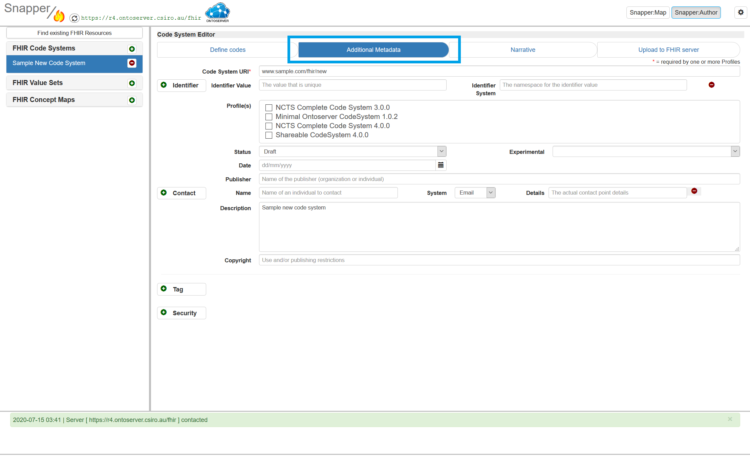 Snapper
https://r4.ontoserver.csiro.au/fhir
ONTOSERVER
Snapper:Map
Snapper:Author
Find existing FHIR Resources
FHIR Code Systems
Sample New Code System
FHIR Value Sets
FHIR Concept Maps
Code System Editor
Define codes
Additional Metadata
Narrative
Upload to FHIR server
* = required by one or more Profiles
Code System URI* www.sample.com/fhir/new
Identifier
Identifier Value The value that is unique
Identifier System The namespace for the identifier value
Profile(s)
NCTS Complete Code System 3.0.0
Minimal Ontoserver CodeSystem 1.0.2
NCTS Complete Code System 4.0.0
Shareable CodeSystem 4.0.0
Status Draft
Experimental
Date dd/mm/yyyy
Publisher Name of the publisher (organization or individual)
Contact
Name Name of an individual to contact
System Email
Details The actual contact point details
Description Sample new code system
Copyright Use and/or publishing restrictions
Tag
Security
2020-07-15 03:41 | Server [ https://r4.ontoserver.csiro.au/fhir ] contacted
×